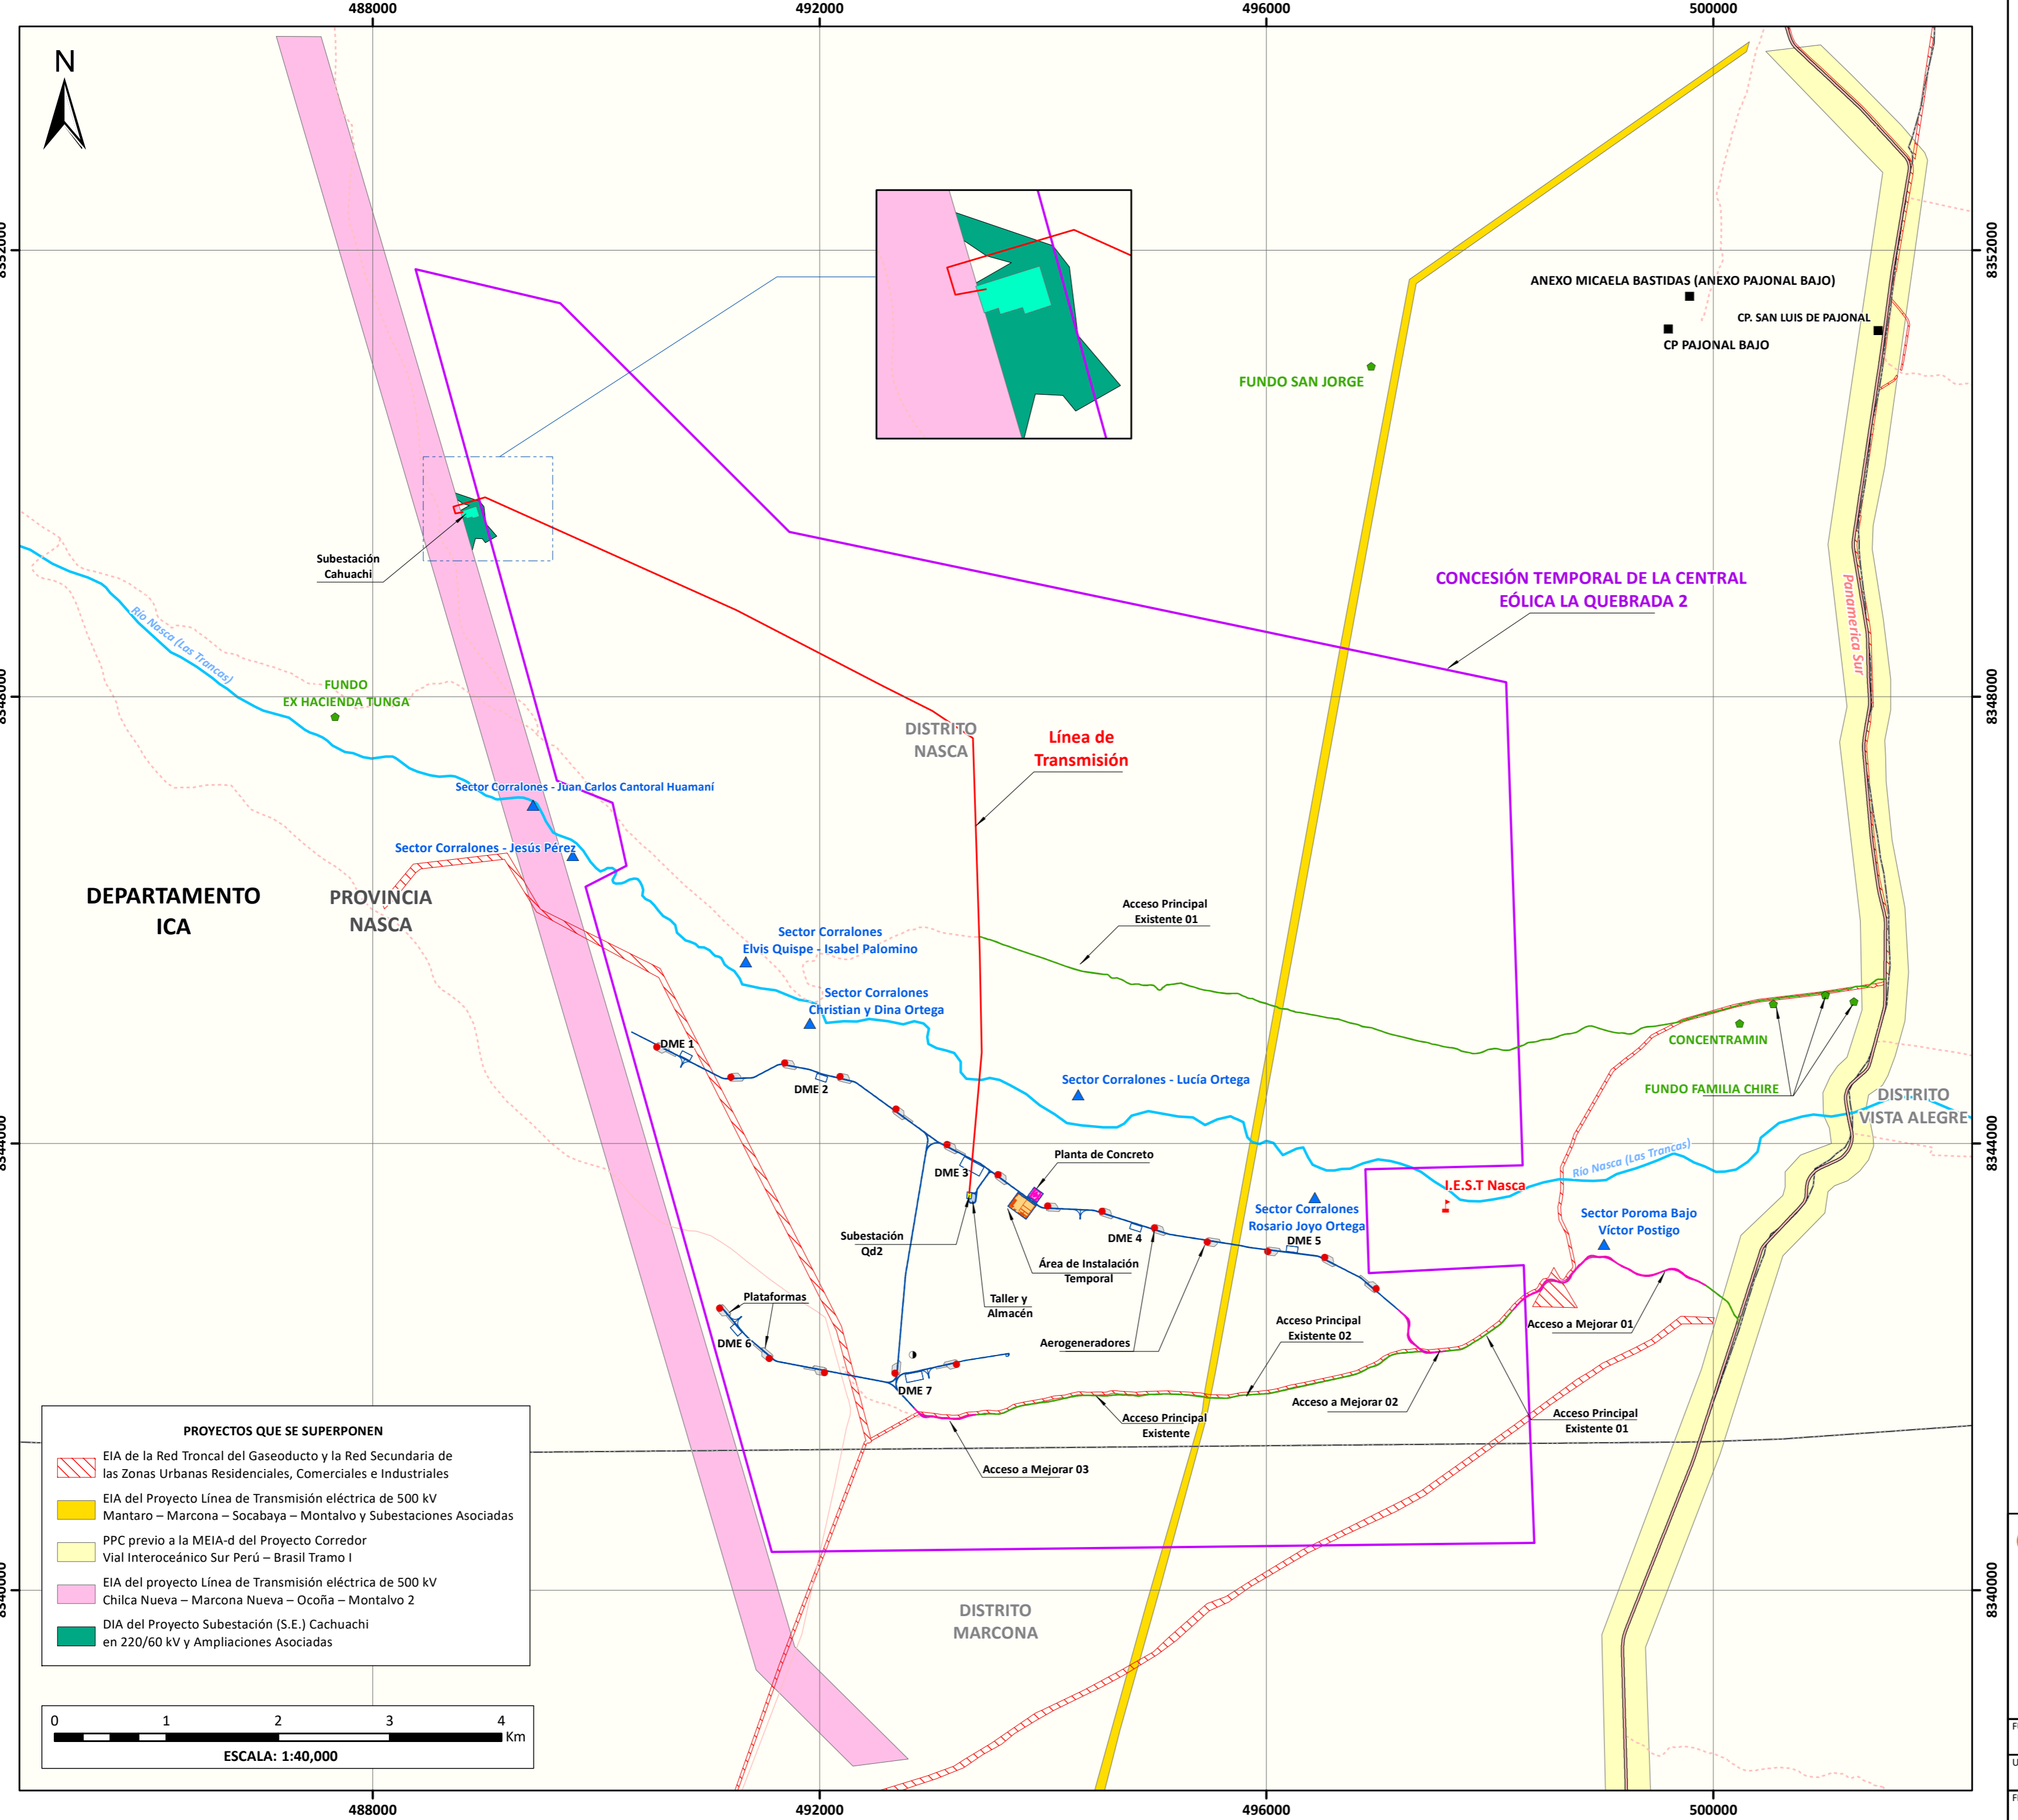 488000
492000
496000
500000
N
8352000
8352000
ANEXO MICAELA BASTIDAS (ANEXO PAJONAL BAJO)
CP. SAN LUIS DE PAJONAL
CP PAJONAL BAJO
FUNDO SAN JORGE
Subestación
Cahuachi
CONCESIÓN TEMPORAL DE LA CENTRAL
EÓLICA LA QUEBRADA 2
Panamerica Sur
Río Nasca (Las Trancas)
FUNDO
EX HACIENDA TUNGA
8348000
8348000
DISTRITO
NASCA
Línea de
Transmisión
Sector Corralones - Juan Carlos Cantoral Huamaní
Sector Corralones - Jesús Pérez
DEPARTAMENTO
ICA
PROVINCIA
NASCA
Acceso Principal
Existente 01
Sector Corralones
Elvis Quispe - Isabel Palomino
Sector Corralones
Christian y Dina Ortega
CONCENTRAMIN
FUNDO FAMILIA CHIRE
DISTRITO
VISTA ALEGRE
DME 1
DME 2
Sector Corralones - Lucía Ortega
8344000
8344000
Planta de Concreto
DME 3
Río Nasca (Las Trancas)
I.E.S.T Nasca
Sector Corralones
Rosario Joyo Ortega
Sector Poroma Bajo
Víctor Postigo
Subestación
Qd2
DME 4
DME 5
Área de Instalación
Temporal
Taller y
Almacén
Plataformas
DME 6
Aerogeneradores
Acceso Principal
Existente 02
Acceso a Mejorar 01
DME 7
Acceso a Mejorar 02
Acceso Principal
Existente
Acceso Principal
Existente 01
Acceso a Mejorar 03
PROYECTOS QUE SE SUPERPONEN
EIA de la Red Troncal del Gaseoducto y la Red Secundaria de
las Zonas Urbanas Residenciales, Comerciales e Industriales
EIA del Proyecto Línea de Transmisión eléctrica de 500 kV
Mantaro – Marcona – Socabaya – Montalvo y Subestaciones Asociadas
PPC previo a la MEIA-d del Proyecto Corredor
Vial Interoceánico Sur Perú – Brasil Tramo I
EIA del proyecto Línea de Transmisión eléctrica de 500 kV
Chilca Nueva – Marcona Nueva – Ocoña – Montalvo 2
DIA del Proyecto Subestación (S.E.) Cachuachi
en 220/60 kV y Ampliaciones Asociadas
8340000
8340000
DISTRITO
MARCONA
0 1 2 3 4
Km
ESCALA: 1:40,000
488000
492000
496000
500000